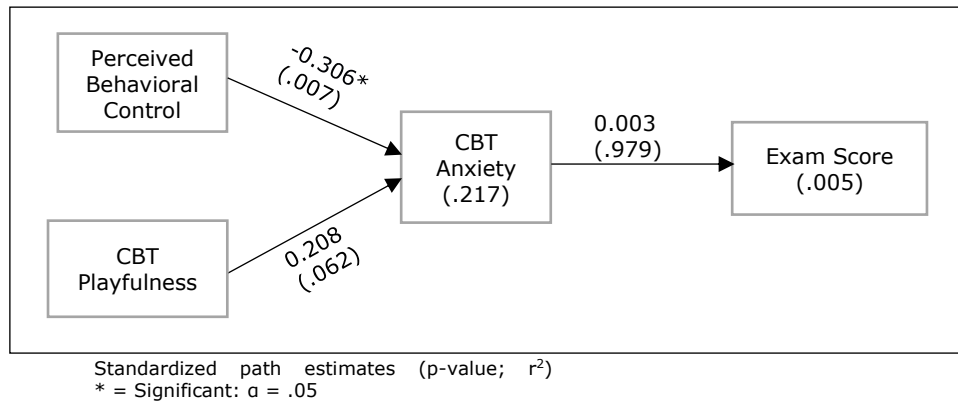 Perceived
Behavioral
Control
-0.306*
(.007)
CBT
Anxiety
(.217)
0.003
(.979)
Exam Score
(.005)
CBT
Playfulness
0.208
(.062)
Standardized path estimates (p-value; r²)
* = Significant: α = .05